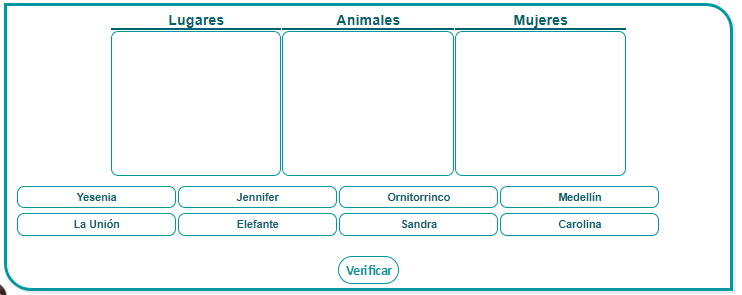 Lugares Animales Mujeres
Yesenia Jennifer Ornitorrinco Medellín
La Unión Elefante Sandra Carolina
Verificar